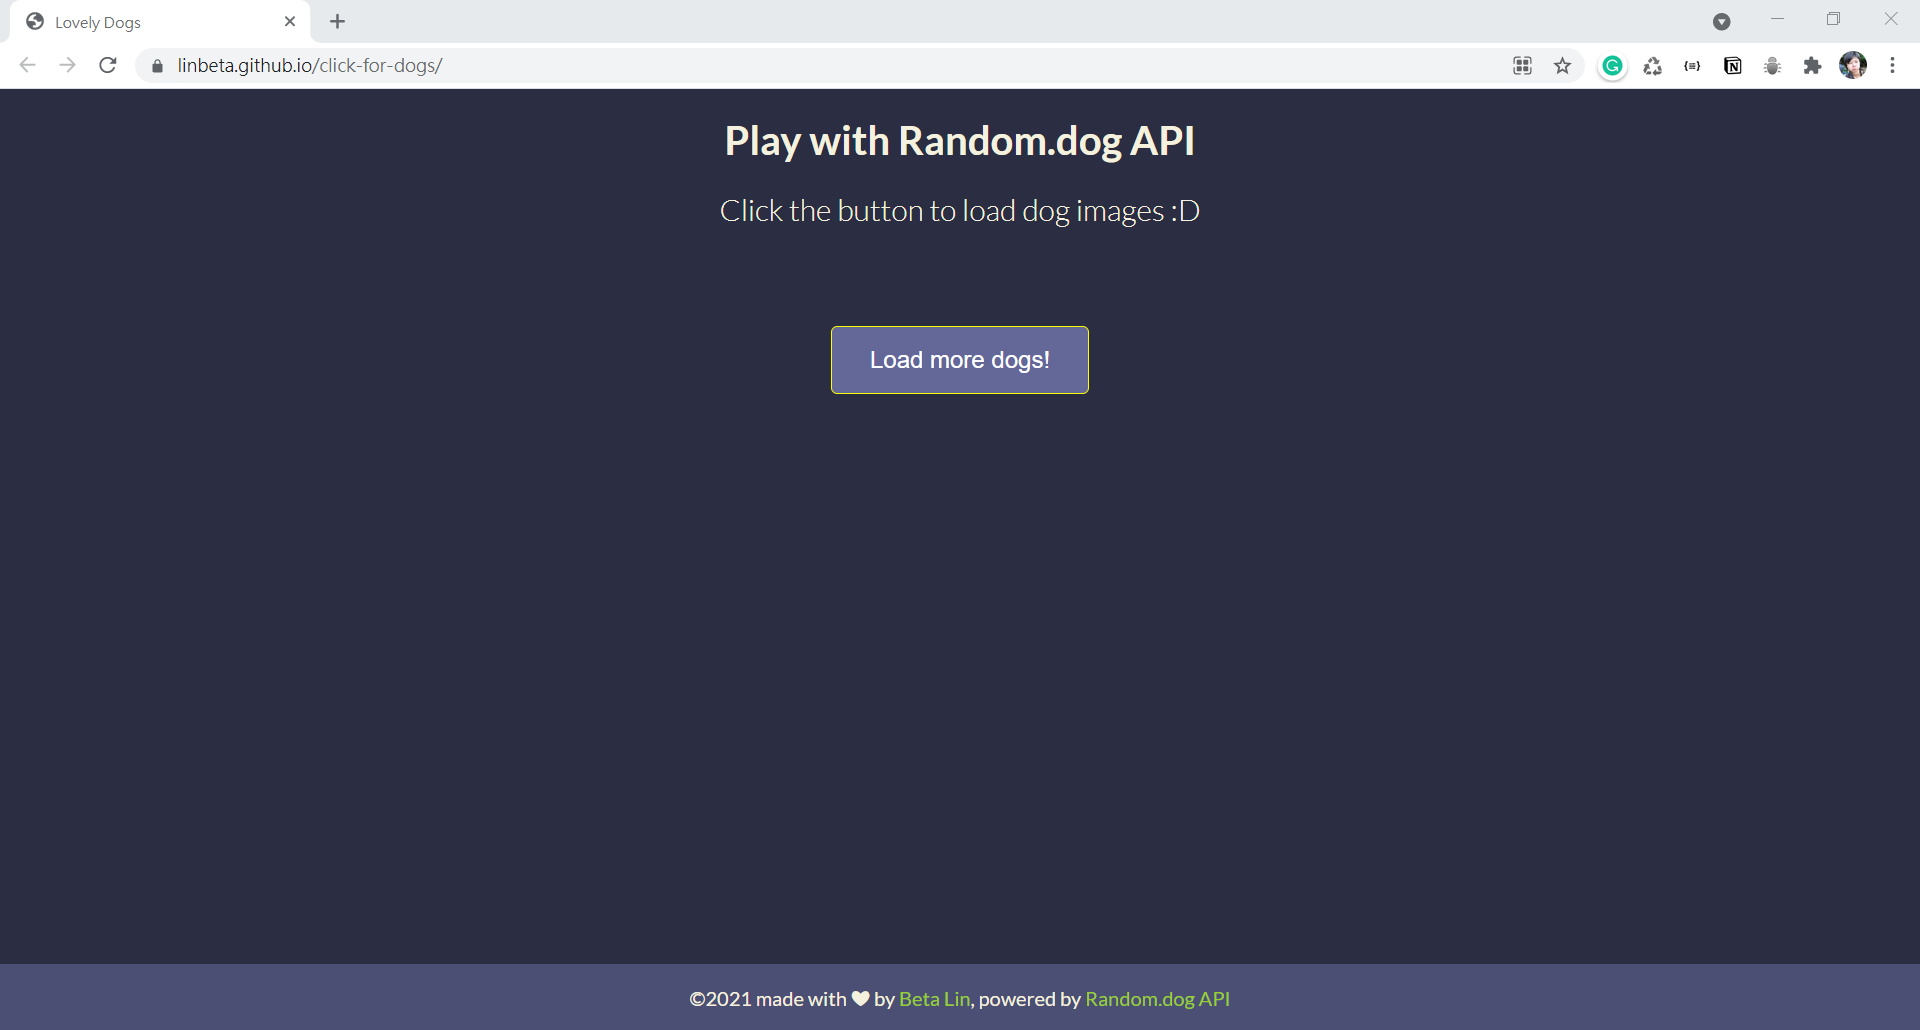 Lovely Dogs
linbeta.github.io/click-for-dogs/
Play with Random.dog API
Click the button to load dog images :D
Load more dogs!
©2021 made with by Beta Lin, powered by Random.dog API